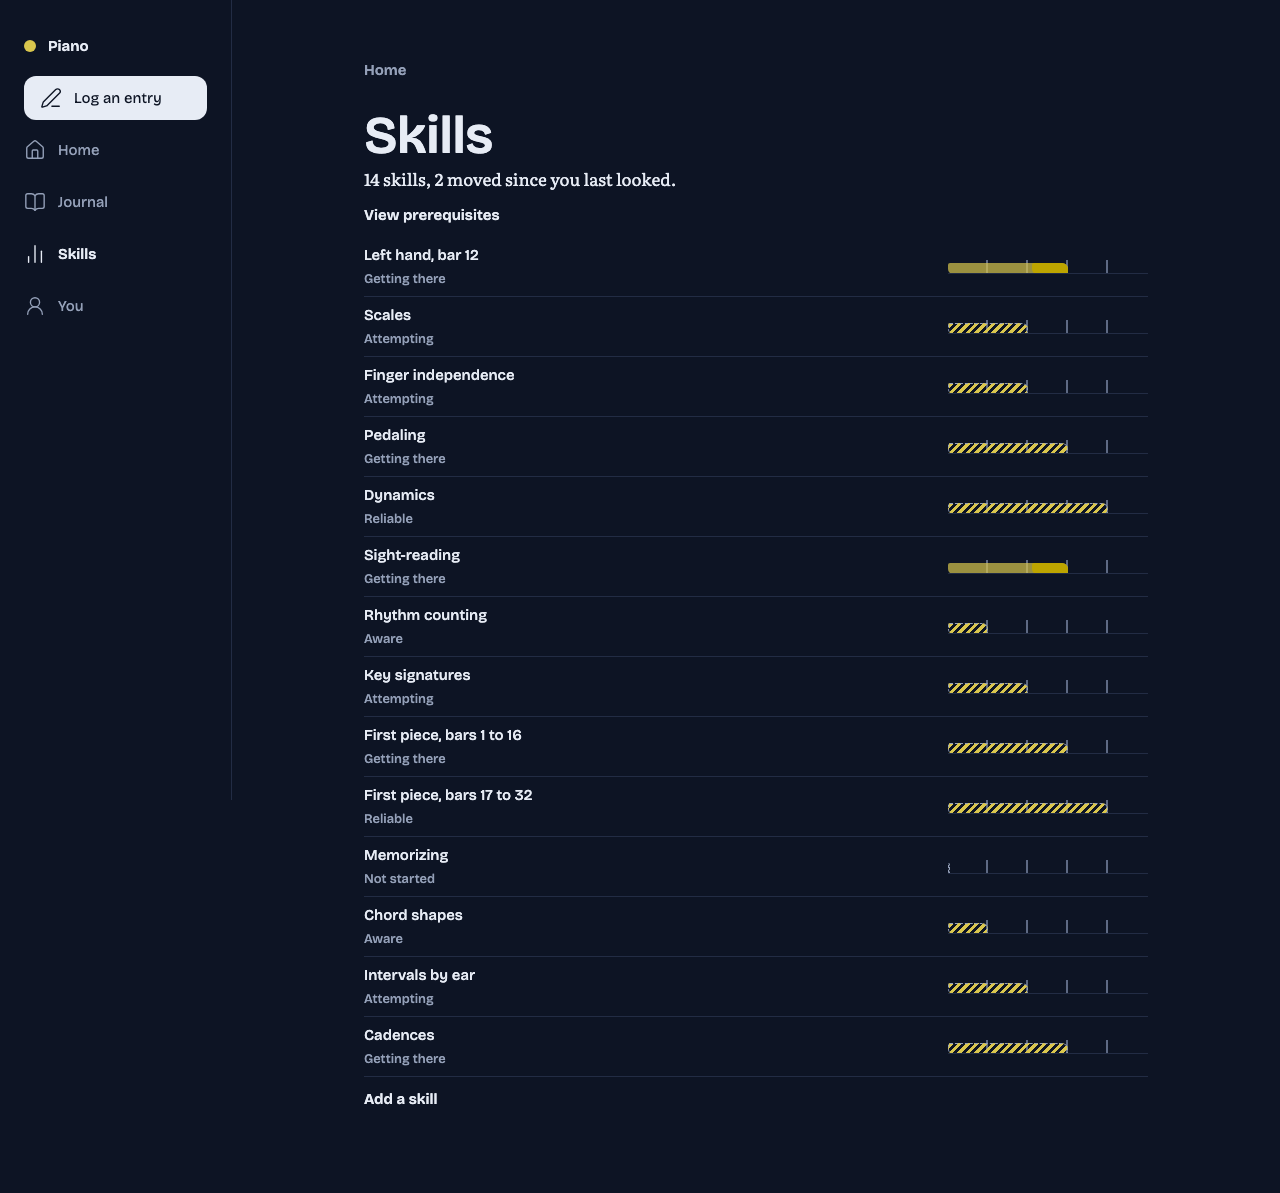 Piano
Log an entry
Home
Journal
Skills
You
Home
Skills
14 skills, 2 moved since you last looked.
View prerequisites
Left hand, bar 12
Getting there
Scales
Attempting
Finger independence
Attempting
Pedaling
Getting there
Dynamics
Reliable
Sight-reading
Getting there
Rhythm counting
Aware
Key signatures
Attempting
First piece, bars 1 to 16
Getting there
First piece, bars 17 to 32
Reliable
Memorizing
Not started
Chord shapes
Aware
Intervals by ear
Attempting
Cadences
Getting there
Add a skill